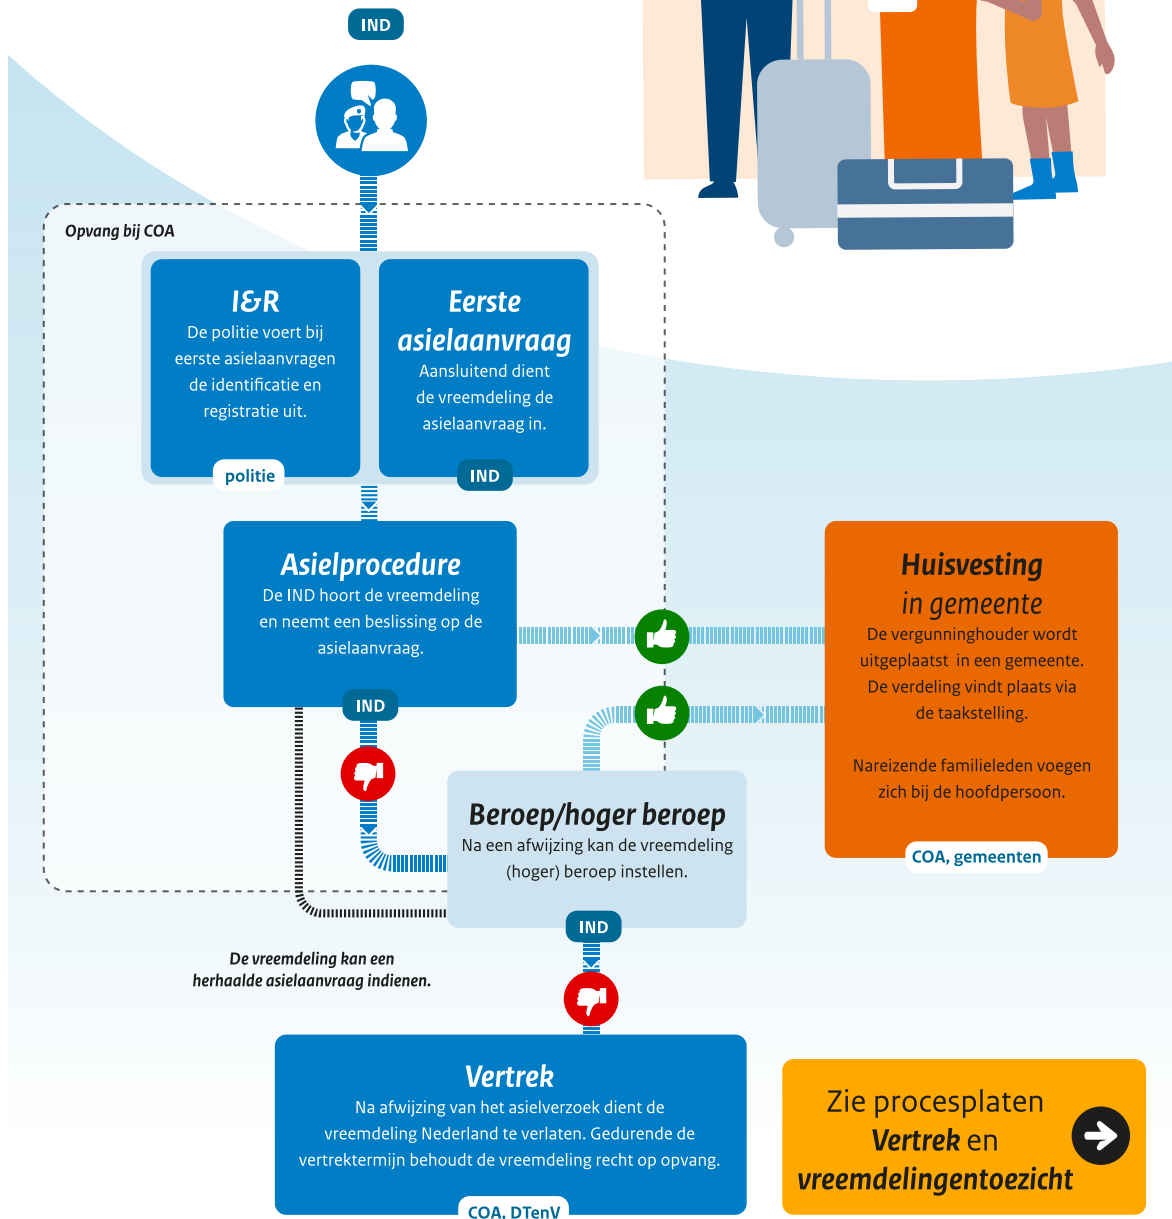 IND
Opvang bij COA
I&R
De politie voert bij
eerste asielaanvragen
de identificatie en
registratie uit.
politie
Eerste
asielaanvraag
Aansluitend dient
de vreemdeling de
asielaanvraag in.
IND
Asielprocedure
De IND hoort de vreemdeling
en neemt een beslissing op de
asielaanvraag.
IND
Huisvesting
in gemeente
De vergunninghouder wordt
uitgeplaatst in een gemeente.
De verdeling vindt plaats via
de taakstelling.
Nareizende familieleden voegen
zich bij de hoofdpersoon.
COA, gemeenten
Beroep/hoger beroep
Na een afwijzing kan de vreemdeling
(hoger) beroep instellen.
IND
De vreemdeling kan een
herhaalde asielaanvraag indienen.
Vertrek
Na afwijzing van het asielverzoek dient de
vreemdeling Nederland te verlaten. Gedurende de
vertrektermijn behoudt de vreemdeling recht op opvang.
COA, DTenV
Zie procesplaten
Vertrek en
vreemdelingentoezicht